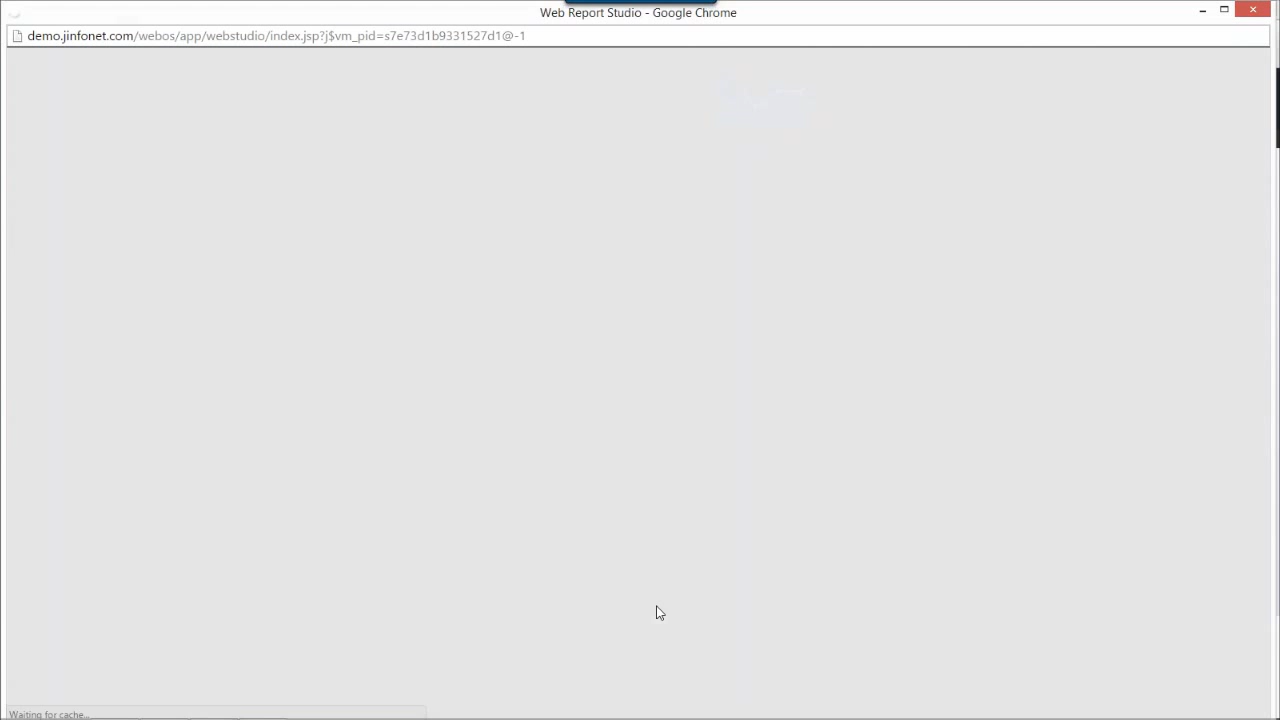 Web Report Studio - Google Chrome
demo.jinfonet.com/webos/app/webstudio/index.jsp?j$vm_pid=s7e73d1b9331527d1@-1
Waiting for cache...